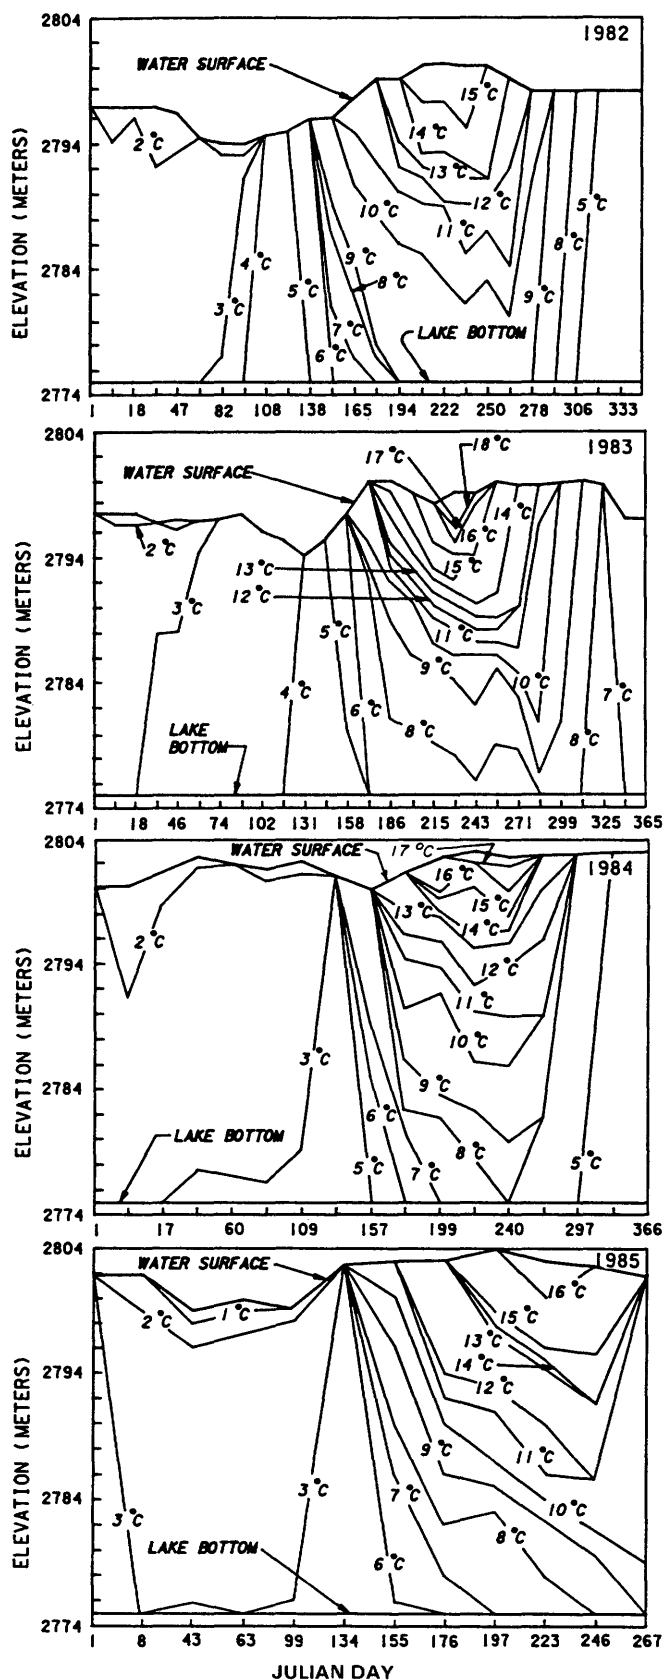 2804
1982
WATER SURFACE
15°C
2°C
14°C
2794
13°C
10°C
12°C
11°C
5°C
4°C
9°C
8°C
8°C
2784
5°C
9°C
3°C
7°C
LAKE BOTTOM
6°C
2774
1 18 47 82 108 138 165 194 222 250 278 306 333
ELEVATION (METERS)
2804
1983
17°C
18°C
WATER SURFACE
14°C
2°C
16°C
2794
13°C
15°C
12°C
3°C
5°C
11°C
9°C
10°C
2784
4°C
7°C
6°C
LAKE
BOTTOM
8°C
8°C
2774
1 18 46 74 102 131 158 186 215 243 271 299 325 365
ELEVATION (METERS)
2804
WATER SURFACE
17°C
1984
16°C
15°C
13°C
14°C
2°C
2794
12°C
11°C
10°C
3°C
2784
9°C
6°C
LAKE BOTTOM
8°C
5°C
7°C
5°C
2774
1 17 60 109 157 199 240 297 366
ELEVATION (METERS)
2804
WATER SURFACE
1985
16°C
1°C
2°C
15°C
13°C
14°C
2794
12°C
9°C
11°C
3°C
7°C
2784
10°C
3°C
8°C
LAKE BOTTOM
6°C
2774
1 8 43 63 99 134 155 176 197 223 246 267
ELEVATION (METERS)
JULIAN DAY